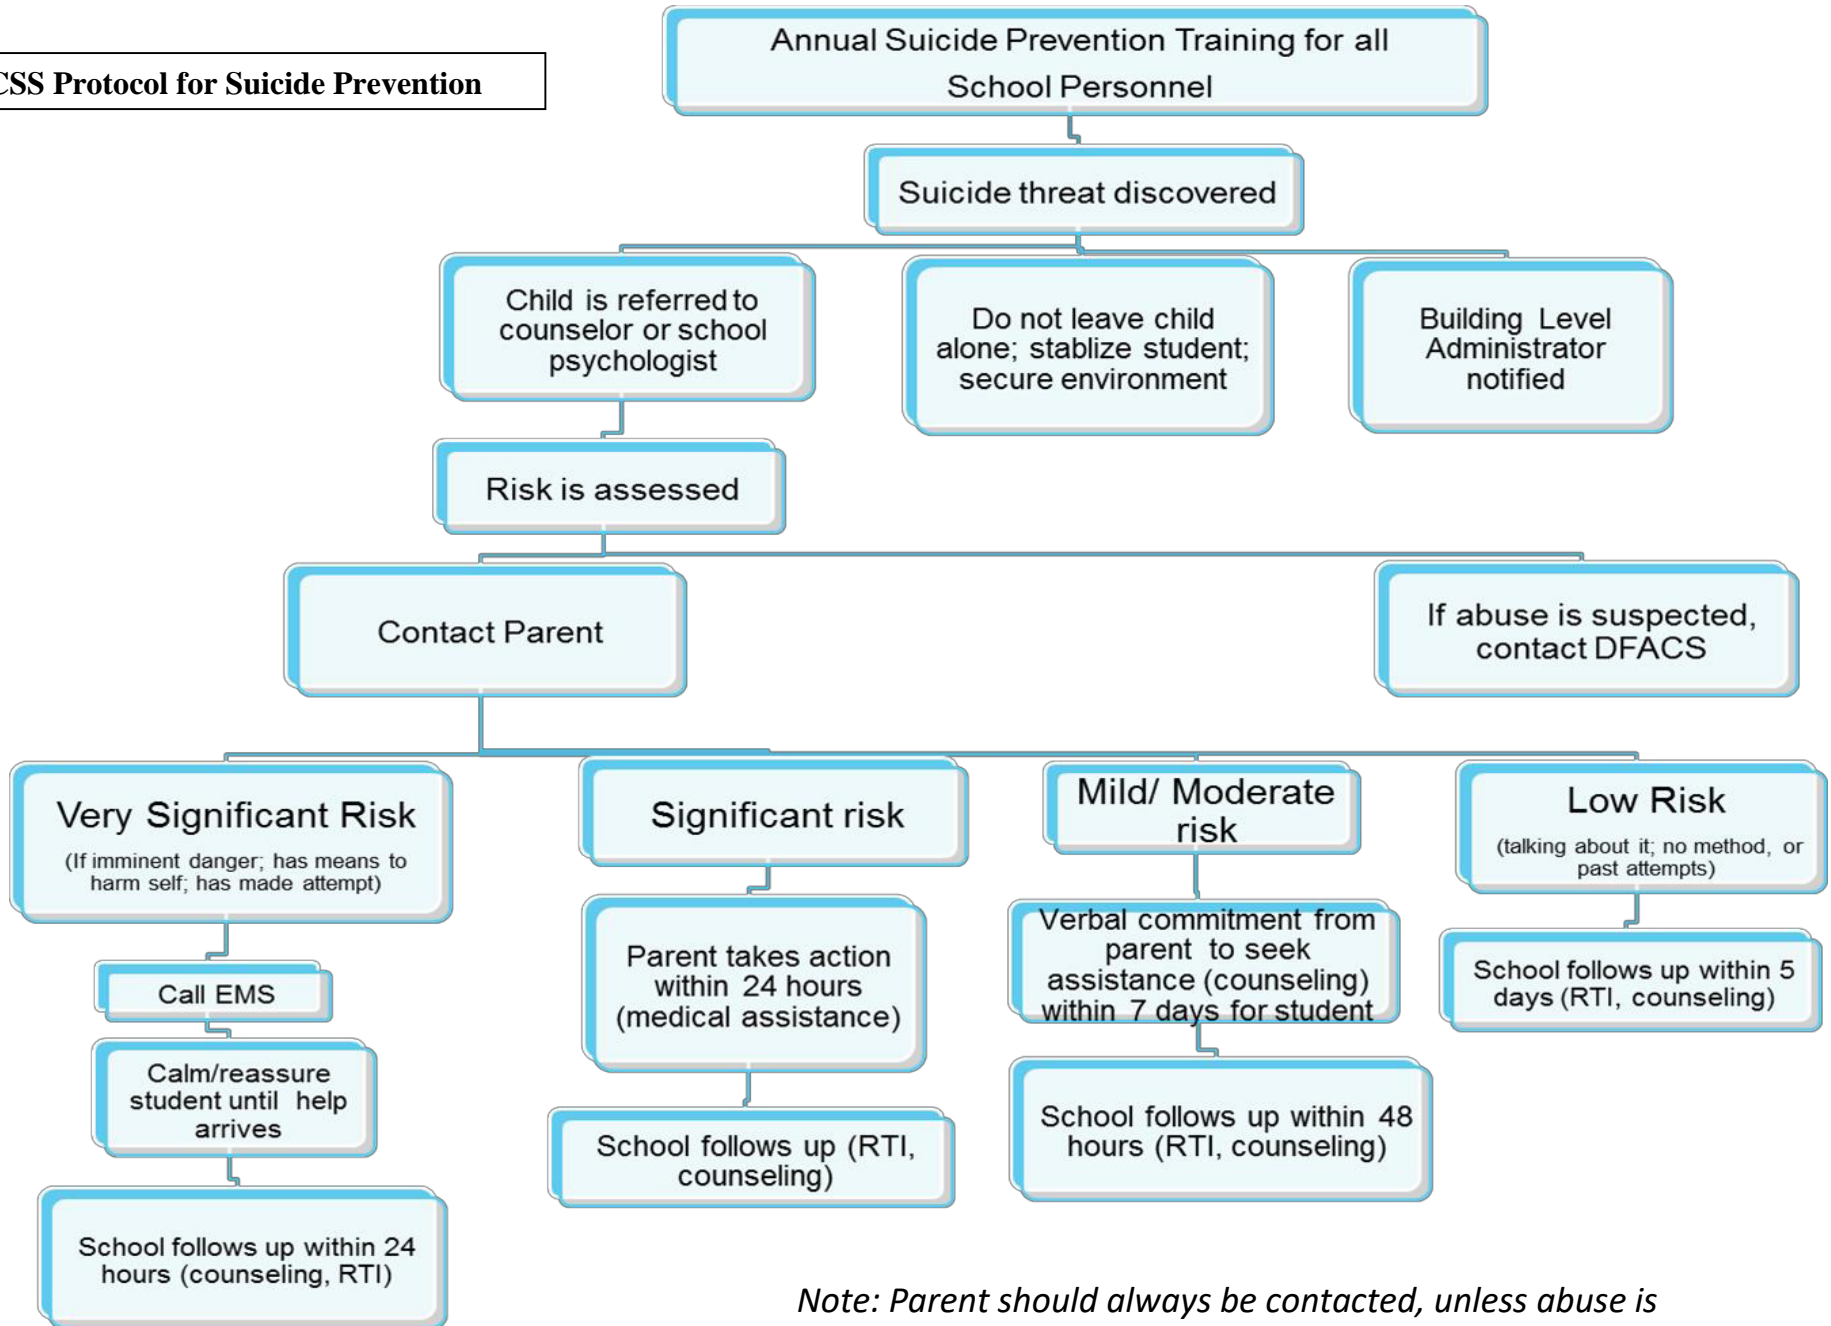 CSS Protocol for Suicide Prevention
Annual Suicide Prevention Training for all
School Personnel
Suicide threat discovered
Child is referred to
counselor or school
psychologist
Do not leave child
alone; stablize student;
secure environment
Building Level
Administrator
notified
Risk is assessed
Contact Parent
If abuse is suspected,
contact DFACS
Very Significant Risk
(If imminent danger; has means to
harm self; has made attempt)
Significant risk
Mild/ Moderate
risk
Low Risk
(talking about it; no method, or
past attempts)
Call EMS
Parent takes action
within 24 hours
(medical assistance)
Verbal commitment from
parent to seek
assistance (counseling)
within 7 days for student
School follows up within 5
days (RTI, counseling)
Calm/reassure
student until help
arrives
School follows up (RTI,
counseling)
School follows up within 48
hours (RTI, counseling)
School follows up within 24
hours (counseling, RTI)
Note: Parent should always be contacted, unless abuse is